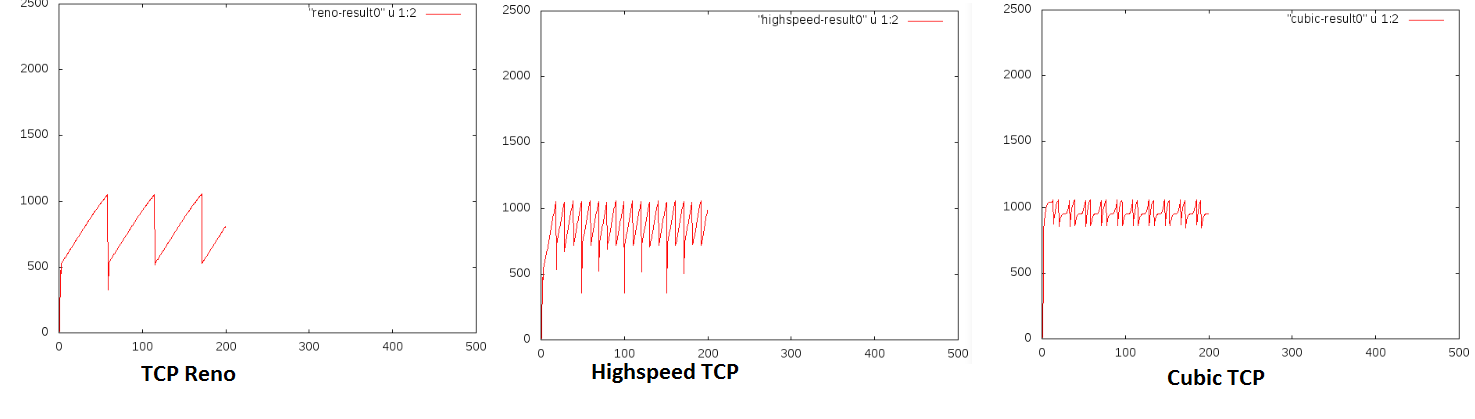 2500
2000
1500
1000
500
0
0 100 200 300 400 500
"reno-result0" u 1:2
TCP Reno
2500
2000
1500
1000
500
0
0 100 200 300 400 500
"highspeed-result0" u 1:2
Highspeed TCP
2500
2000
1500
1000
500
0
0 100 200 300 400 500
"cubic-result0" u 1:2
Cubic TCP